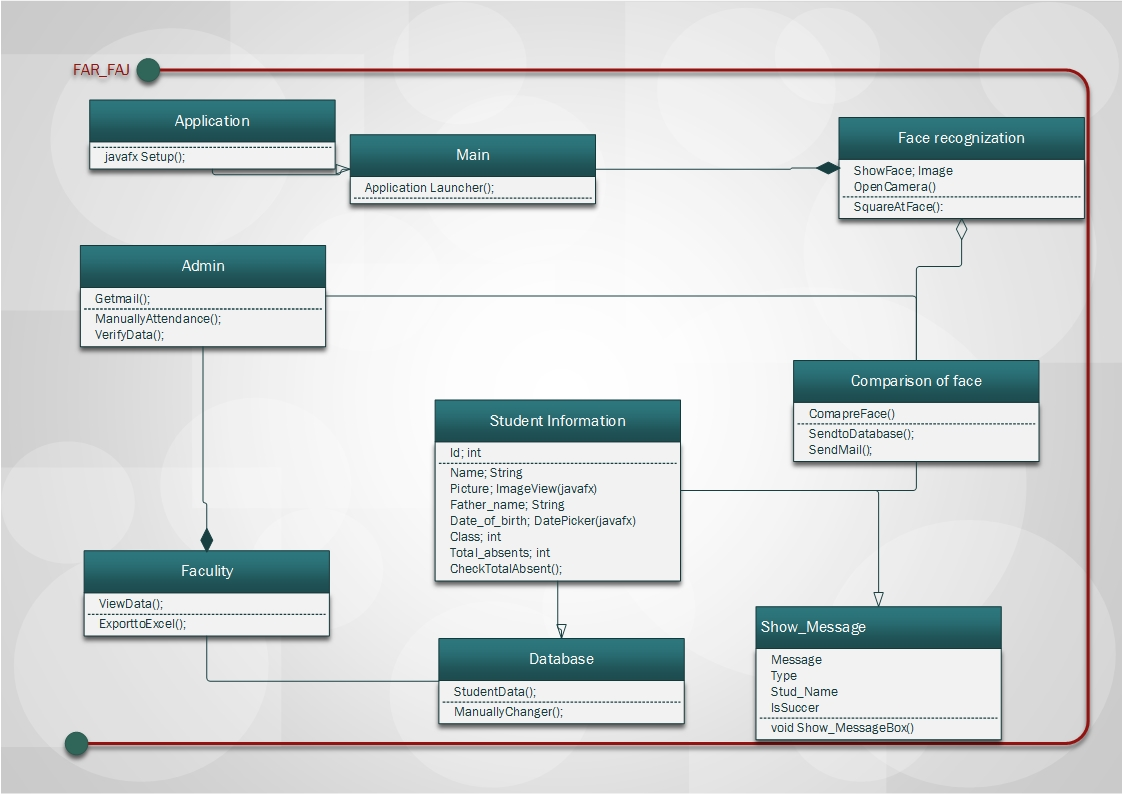 FAR_FAJ
Application
javafx Setup();
Main
Application Launcher();
Face recognization
ShowFace; Image
OpenCamera()
SquareAtFace():
Admin
Getmail();
ManuallyAttendance();
VerifyData();
Comparison of face
ComapreFace()
SendtoDatabase();
SendMail();
Student Information
Id; int
Name; String
Picture; ImageView(javafx)
Father_name; String
Date_of_birth; DatePicker(javafx)
Class; int
Total_absents; int
CheckTotalAbsent();
Faculity
ViewData();
ExporttoExcel();
Database
StudentData();
ManuallyChanger();
Show_Message
Message
Type
Stud_Name
IsSuccer
void Show_MessageBox()